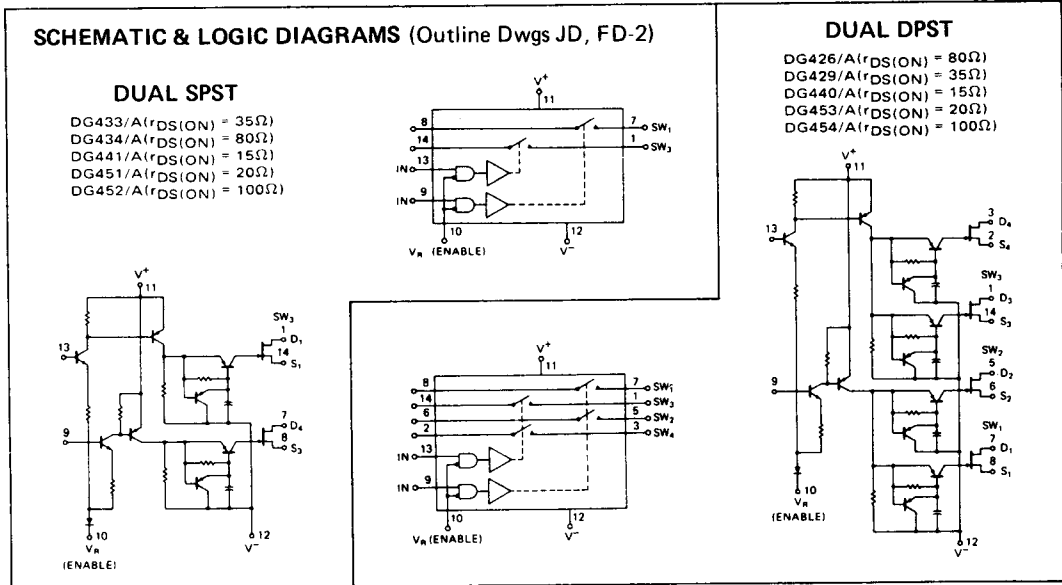 SCHEMATIC & LOGIC DIAGRAMS (Outline Dwgs JD, FD-2)
DUAL SPST
DG433/A(rDS(ON) = 35Ω)
DG434/A(rDS(ON) = 80Ω)
DG441/A(rDS(ON) = 15Ω)
DG451/A(rDS(ON) = 20Ω)
DG452/A(rDS(ON) = 100Ω)
V+
11
13
9
SW3
1
D1
14
S1
7
D4
8
S3
10
VR
(ENABLE)
12
V-
V+
11
8
7
SW1
14
1
SW3
IN
13
IN
9
10
VR (ENABLE)
12
V-
V+
11
8
7
SW1
14
1
SW3
6
5
SW2
2
3
SW4
IN
13
IN
9
10
VR (ENABLE)
12
V-
DUAL DPST
DG426/A(rDS(ON) = 80Ω)
DG429/A(rDS(ON) = 35Ω)
DG440/A(rDS(ON) = 15Ω)
DG453/A(rDS(ON) = 20Ω)
DG454/A(rDS(ON) = 100Ω)
V+
11
13
9
3
D4
2
S4
SW3
1
D3
14
S3
SW2
5
D2
6
S2
SW1
7
D1
8
S1
10
VR
(ENABLE)
12
V-